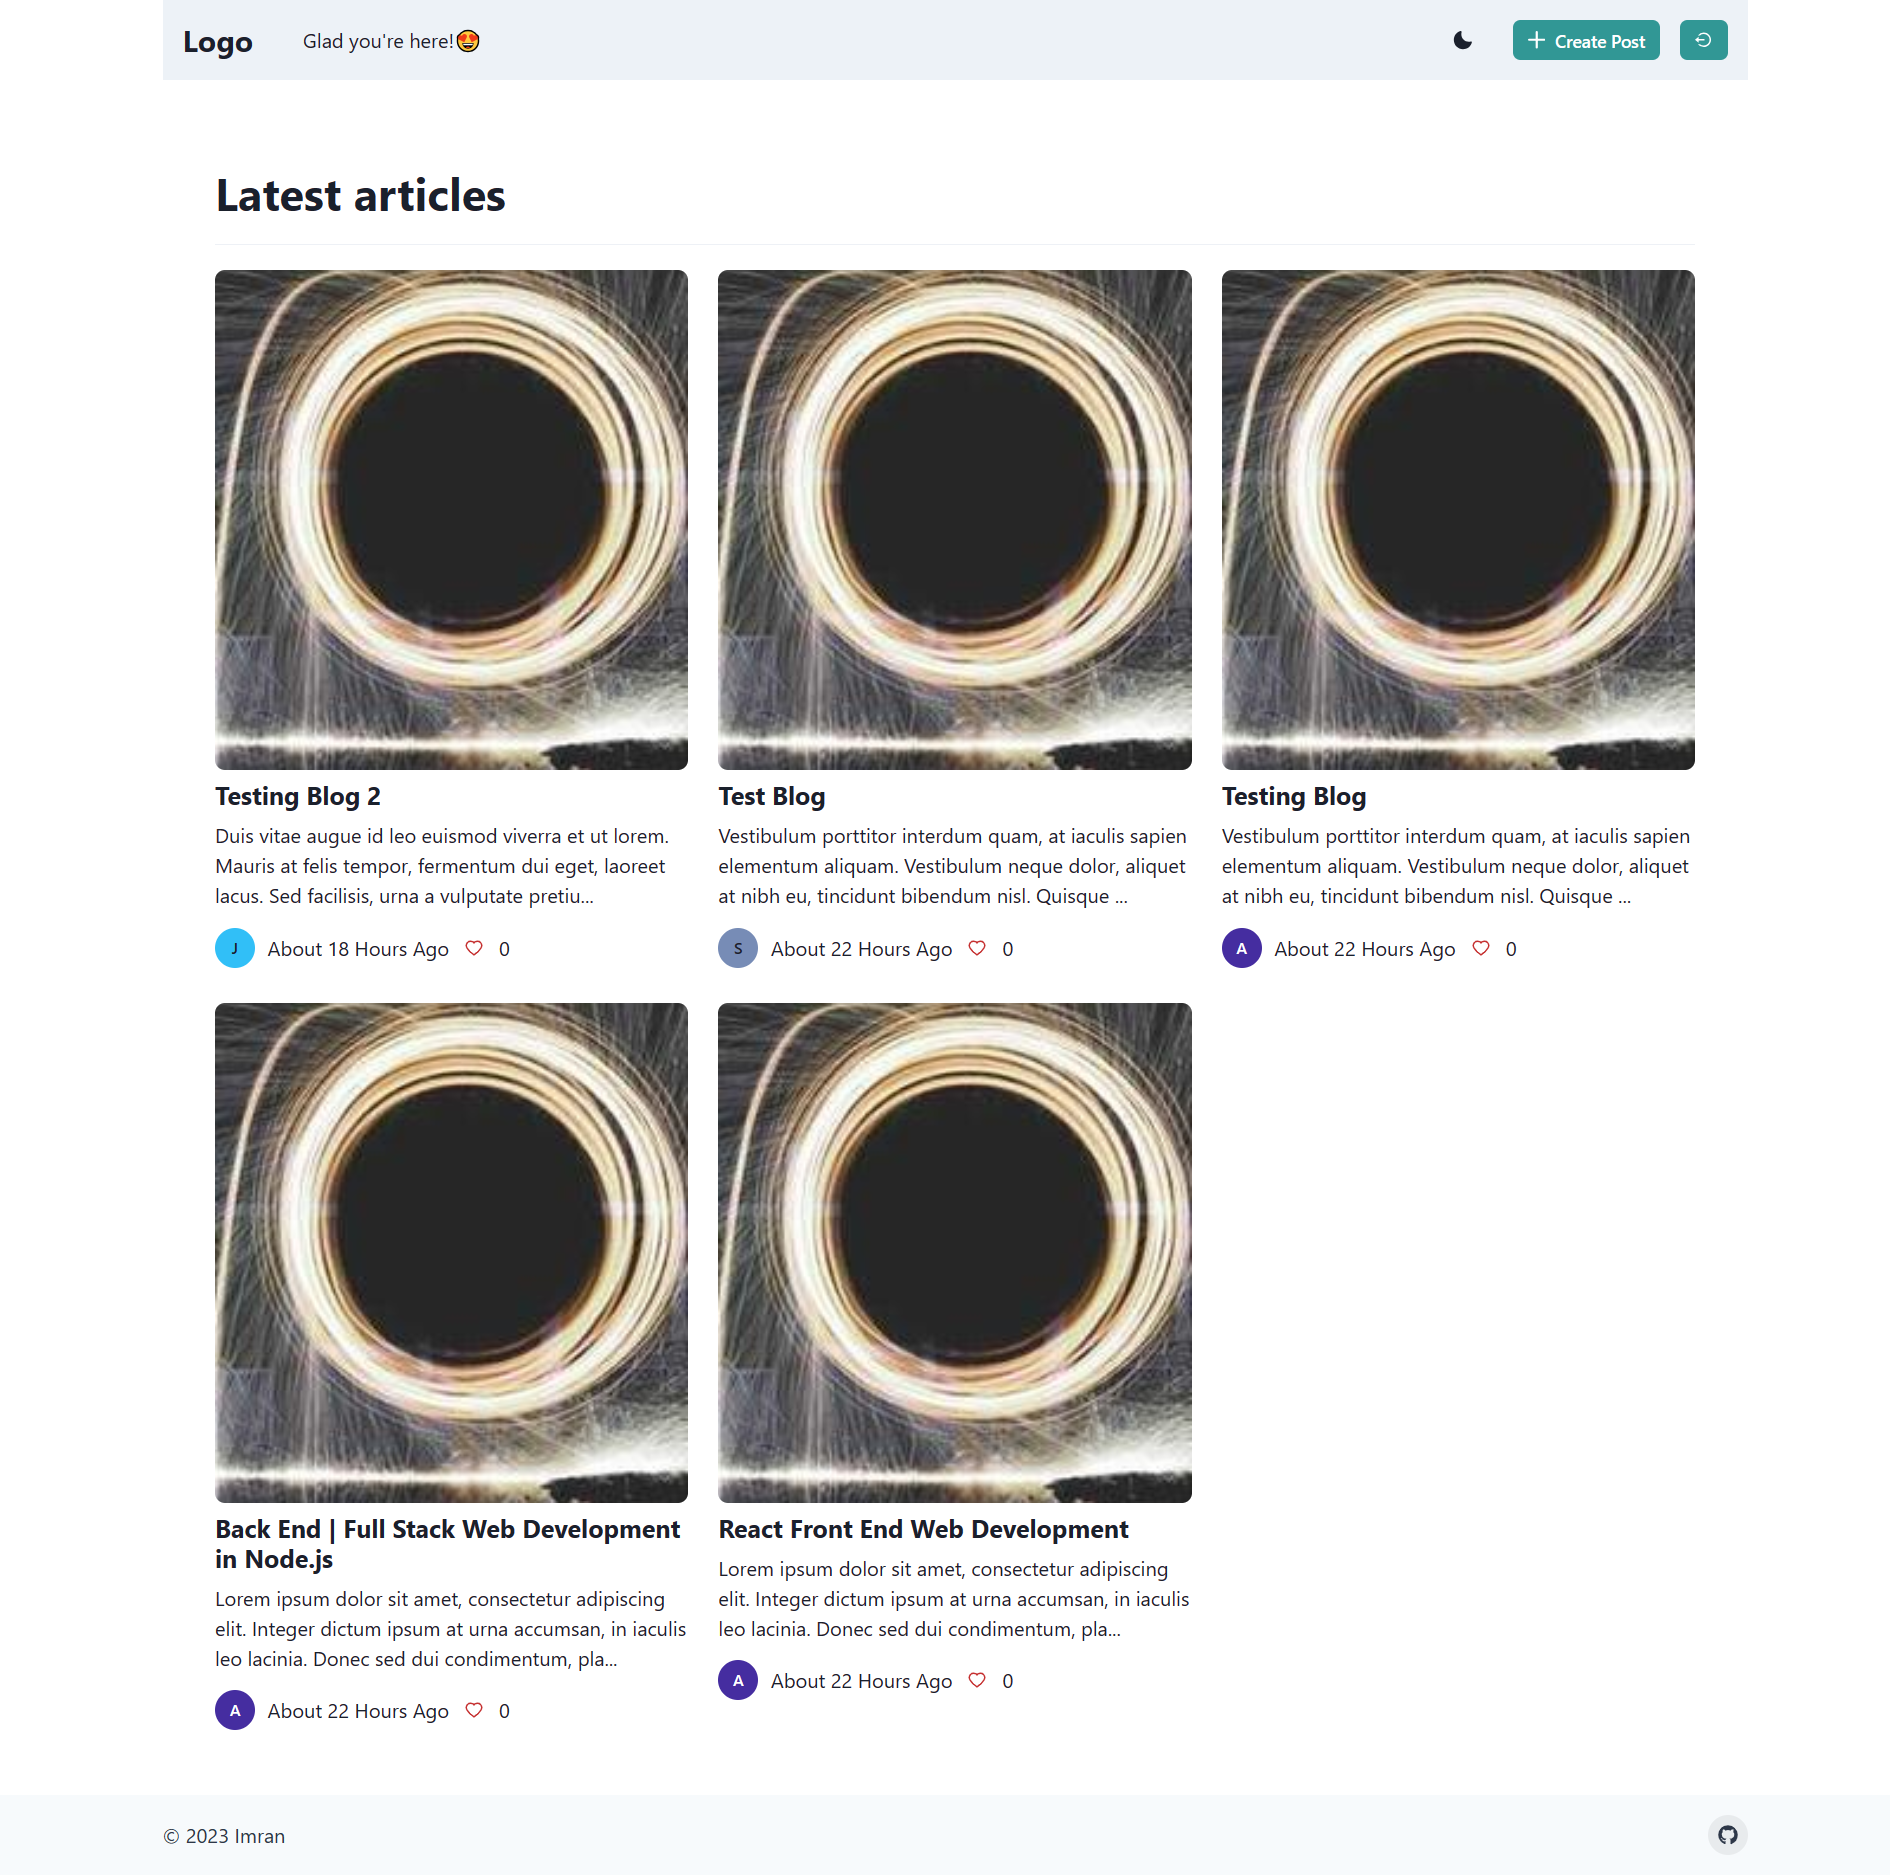 Logo
Glad you're here!😍
Create Post
Latest articles
Testing Blog 2
Duis vitae augue id leo euismod viverra et ut lorem.
Mauris at felis tempor, fermentum dui eget, laoreet
lacus. Sed facilisis, urna a vulputate pretiu...
J About 18 Hours Ago 0
Test Blog
Vestibulum porttitor interdum quam, at iaculis sapien
elementum aliquam. Vestibulum neque dolor, aliquet
at nibh eu, tincidunt bibendum nisl. Quisque ...
S About 22 Hours Ago 0
Testing Blog
Vestibulum porttitor interdum quam, at iaculis sapien
elementum aliquam. Vestibulum neque dolor, aliquet
at nibh eu, tincidunt bibendum nisl. Quisque ...
A About 22 Hours Ago 0
Back End | Full Stack Web Development
in Node.js
Lorem ipsum dolor sit amet, consectetur adipiscing
elit. Integer dictum ipsum at urna accumsan, in iaculis
leo lacinia. Donec sed dui condimentum, pla...
A About 22 Hours Ago 0
React Front End Web Development
Lorem ipsum dolor sit amet, consectetur adipiscing
elit. Integer dictum ipsum at urna accumsan, in iaculis
leo lacinia. Donec sed dui condimentum, pla...
A About 22 Hours Ago 0
© 2023 Imran